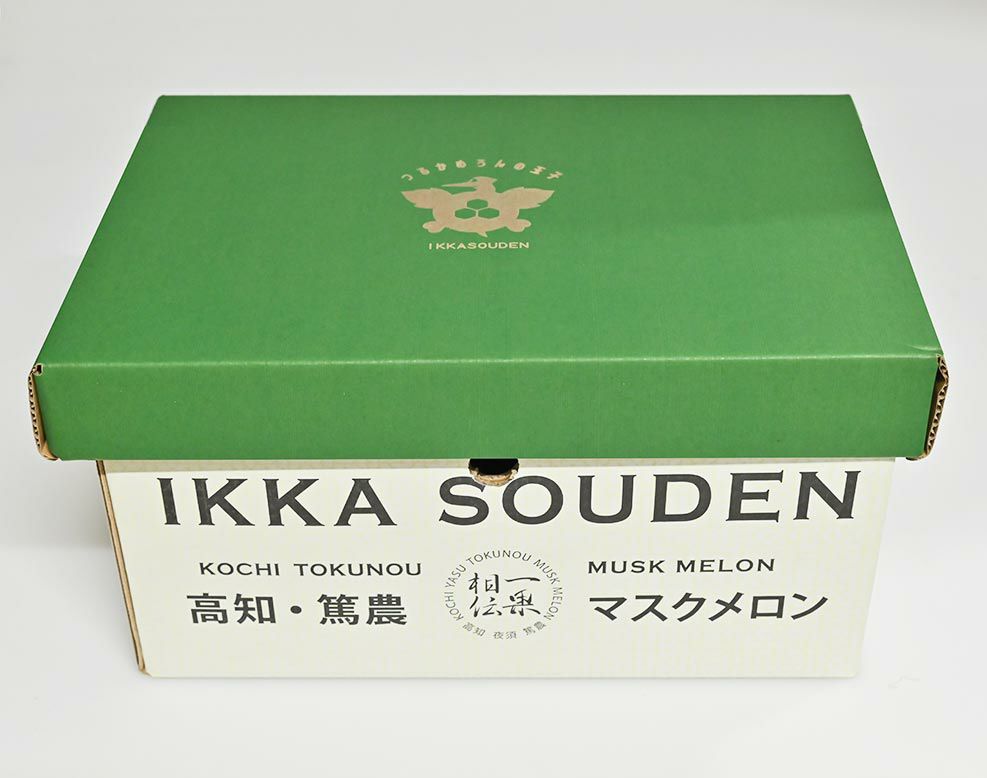 つるかめろんの王子
IKKASOUDEN
IKKA SOUDEN
KOCHI TOKUNOU
高知・篤農
KOCHI YASU TOKUNOU MUSK MELON
一果
相伝
高知 夜須 篤農
MUSK MELON
マスクメロン